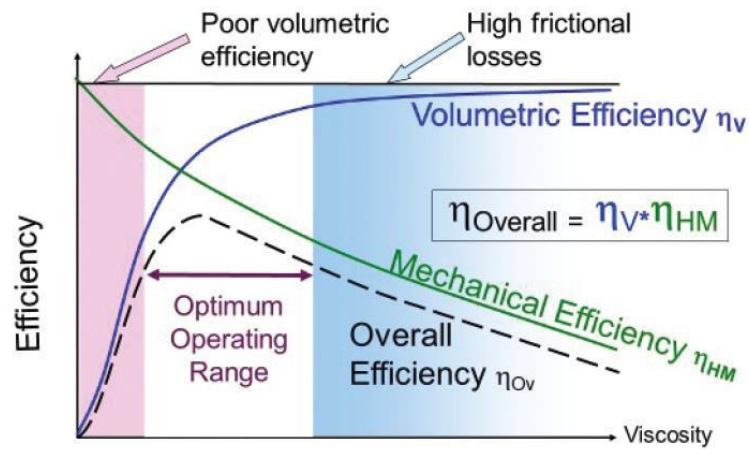 Poor volumetric
efficiency
High frictional
losses
Volumetric Efficiency ηV
ηOverall = ηV*ηHM
Mechanical Efficiency ηHM
Optimum
Operating
Range
Overall
Efficiency ηOv
Efficiency
Viscosity